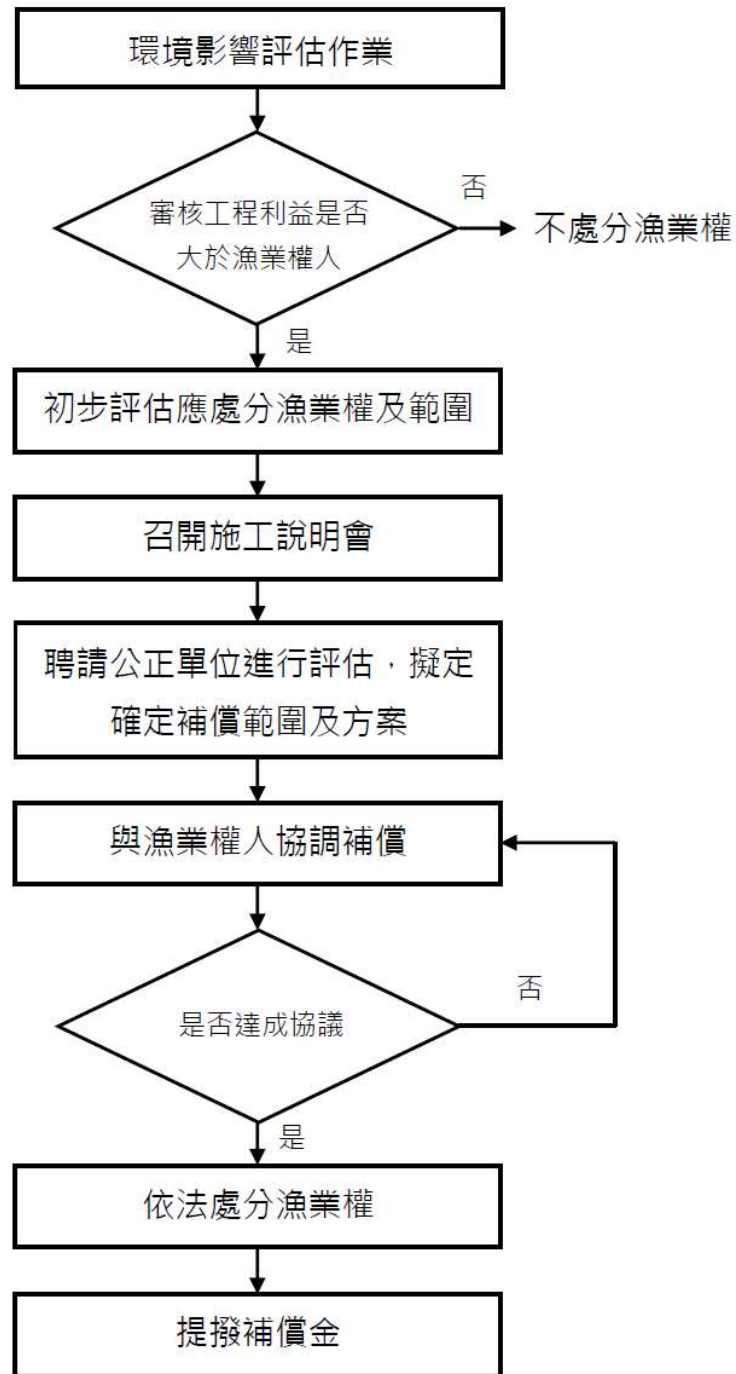 環境影響評估作業
審核工程利益是否
大於漁業權人
否
不處分漁業權
是
初步評估應處分漁業權及範圍
召開施工說明會
聘請公正單位進行評估，擬定
確定補償範圍及方案
與漁業權人協調補償
是否達成協議
否
是
依法處分漁業權
提撥補償金